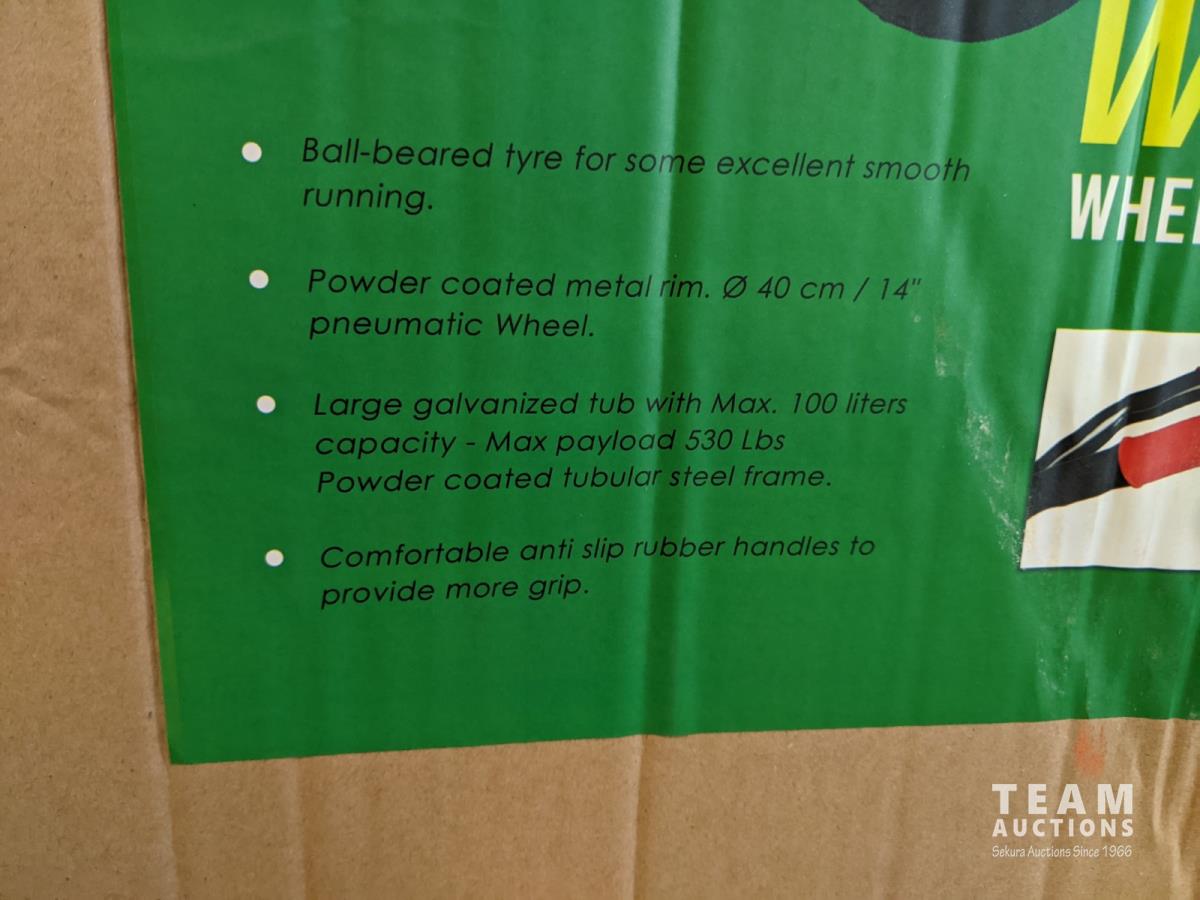 Ball-beared tyre for some excellent smooth
running.
Powder coated metal rim. Ø 40 cm / 14"
pneumatic Wheel.
Large galvanized tub with Max. 100 liters
capacity - Max payload 530 Lbs
Powder coated tubular steel frame.
Comfortable anti slip rubber handles to
provide more grip.
TEAM
AUCTIONS
Sekura Auctions Since 1966